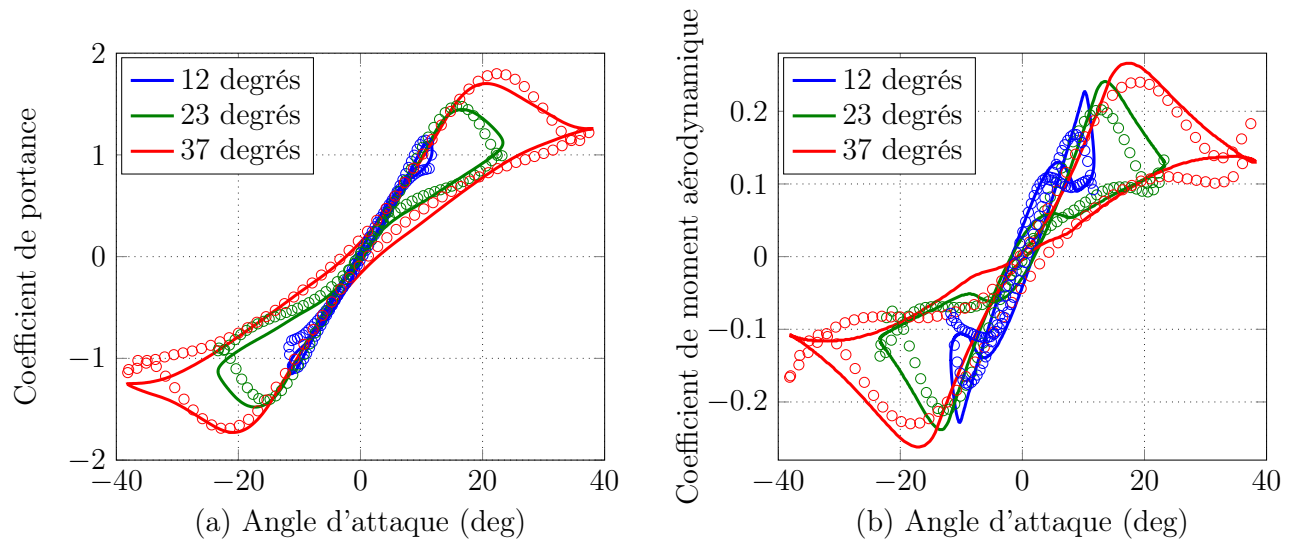 Coefficient de portance
2
1
0
−1
−2
12 degrés
23 degrés
37 degrés
−40 −20 0 20 40
(a) Angle d'attaque (deg)
Coefficient de moment aérodynamique
0.2
0.1
0
−0.1
−0.2
12 degrés
23 degrés
37 degrés
−40 −20 0 20 40
(b) Angle d'attaque (deg)